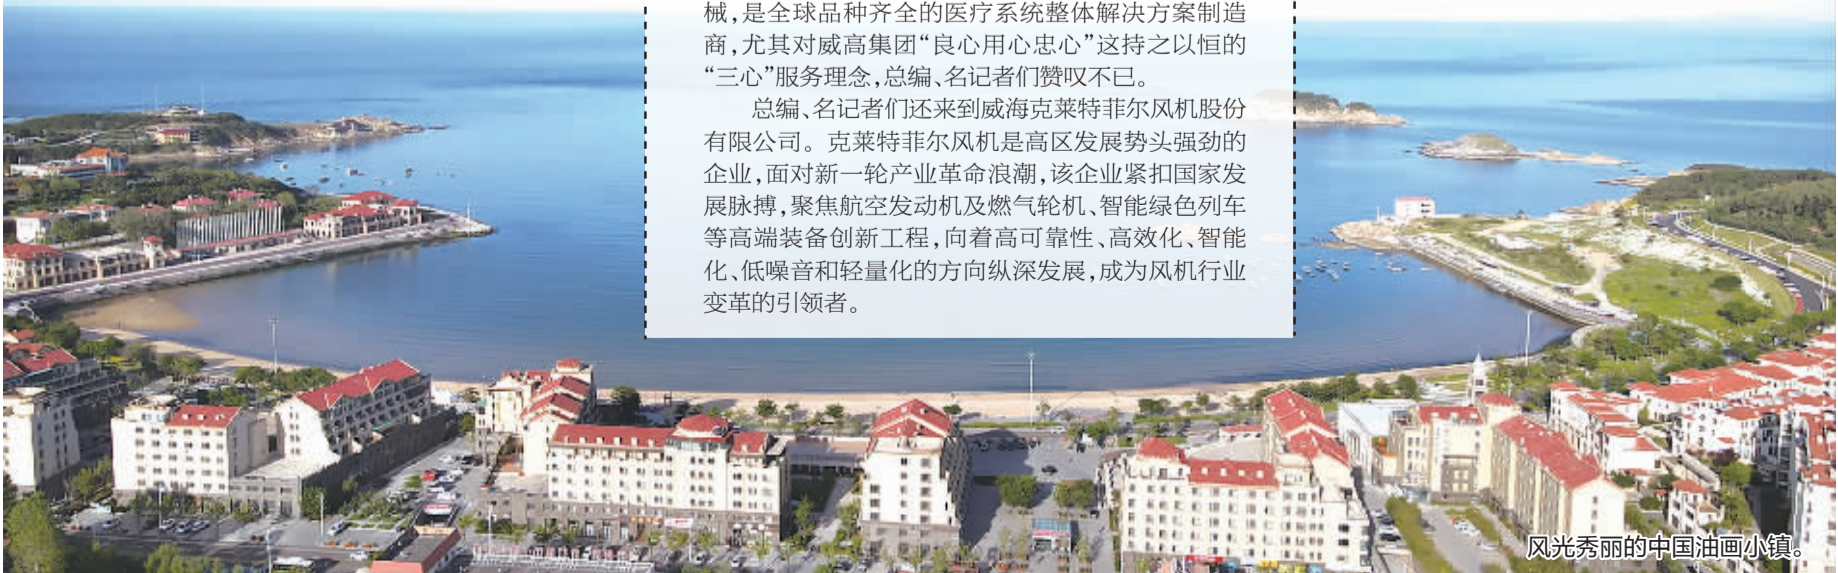 械，是全球品种齐全的医疗系统整体解决方案制造
商，尤其对威高集团“良心用心忠心”这持之以恒的
“三心”服务理念，总编、名记者们赞叹不已。
总编、名记者们还来到威海克莱特菲尔风机股份
有限公司。克莱特菲尔风机是高区发展势头强劲的
企业，面对新一轮产业革命浪潮，该企业紧扣国家发
展脉搏，聚焦航空发动机及燃气轮机、智能绿色列车
等高端装备创新工程，向着高可靠性、高效化、智能
化、低噪音和轻量化的方向纵深发展，成为风机行业
变革的引领者。
风光秀丽的中国油画小镇。